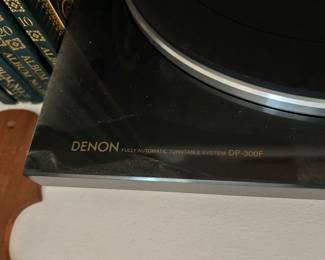 DENON FULLY AUTOMATIC TURNTABLE SYSTEM DP-300F